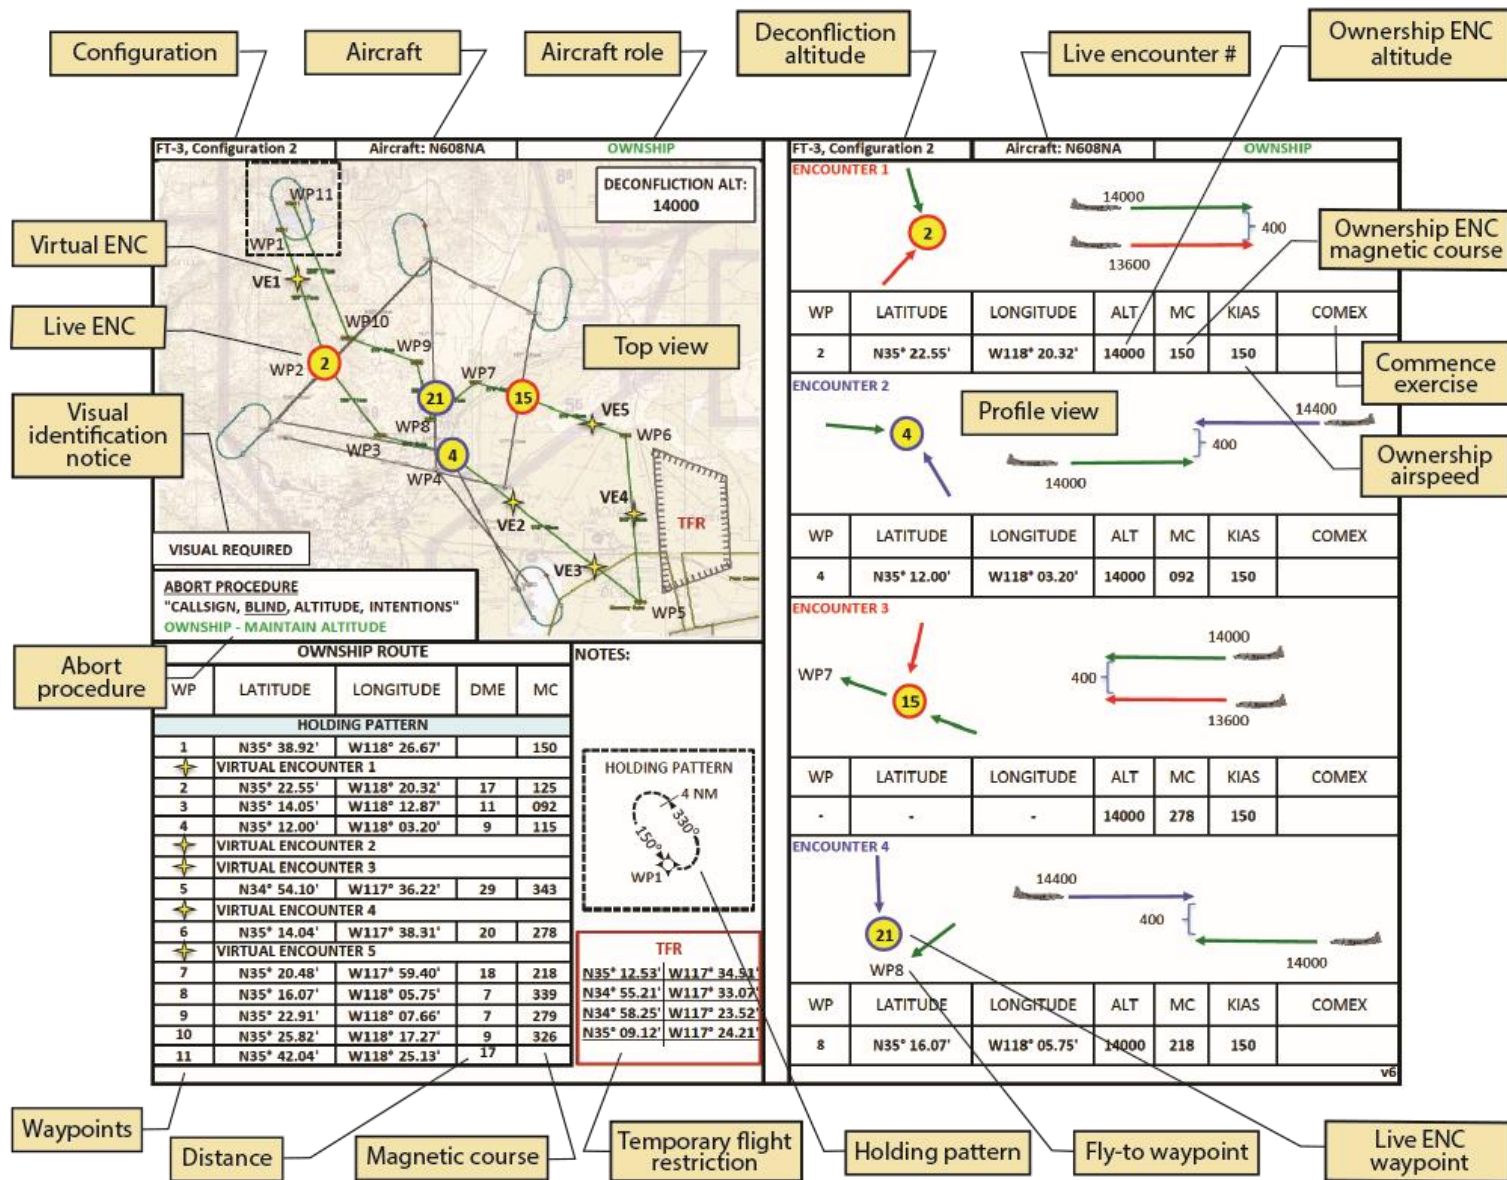 Configuration
Aircraft
Aircraft role
Deconfliction
altitude
Live encounter #
Ownership ENC
altitude
FT-3, Configuration 2
Aircraft: N608NA
OWNSHIP
DECONFLICTION ALT:
14000
WP11
WP1
VE1
WP10
WP9
WP7
2
WP2
21
15
VE5
WP8
WP6
WP3
4
WP4
VE2
VE4
TFR
VE3
WP5
Top view
VISUAL REQUIRED
ABORT PROCEDURE
"CALLSIGN, BLIND, ALTITUDE, INTENTIONS"
OWNSHIP - MAINTAIN ALTITUDE
Virtual ENC
Live ENC
Visual
identification
notice
Abort
procedure
OWNSHIP ROUTE
WP LATITUDE LONGITUDE DME MC
HOLDING PATTERN
1 N35° 38.92' W118° 26.67' 150
VIRTUAL ENCOUNTER 1
2 N35° 22.55' W118° 20.32' 17 125
3 N35° 14.05' W118° 12.87' 11 092
4 N35° 12.00' W118° 03.20' 9 115
VIRTUAL ENCOUNTER 2
VIRTUAL ENCOUNTER 3
5 N34° 54.10' W117° 36.22' 29 343
VIRTUAL ENCOUNTER 4
6 N35° 14.04' W117° 38.31' 20 278
VIRTUAL ENCOUNTER 5
7 N35° 20.48' W117° 59.40' 18 218
8 N35° 16.07' W118° 05.75' 7 339
9 N35° 22.91' W118° 07.66' 7 279
10 N35° 25.82' W118° 17.27' 9 326
11 N35° 42.04' W118° 25.13' 17
NOTES:
HOLDING PATTERN
4 NM
330°
150°
WP1
TFR
N35° 12.53' W117° 34.51'
N34° 55.21' W117° 33.07'
N34° 58.25' W117° 23.52'
N35° 09.12' W117° 24.21'
FT-3, Configuration 2
Aircraft: N608NA
OWNSHIP
ENCOUNTER 1
2
14000
400
13600
WP LATITUDE LONGITUDE ALT MC KIAS COMEX
2 N35° 22.55' W118° 20.32' 14000 150 150
ENCOUNTER 2
4
Profile view
14400
400
14000
WP LATITUDE LONGITUDE ALT MC KIAS COMEX
4 N35° 12.00' W118° 03.20' 14000 092 150
ENCOUNTER 3
WP7
15
14000
400
13600
WP LATITUDE LONGITUDE ALT MC KIAS COMEX
- - - 14000 278 150
ENCOUNTER 4
21
WP8
14400
400
14000
WP LATITUDE LONGITUDE ALT MC KIAS COMEX
8 N35° 16.07' W118° 05.75' 14000 218 150
v6
Ownership ENC
magnetic course
Commence
exercise
Ownership
airspeed
Waypoints
Distance
Magnetic course
Temporary flight
restriction
Holding pattern
Fly-to waypoint
Live ENC
waypoint